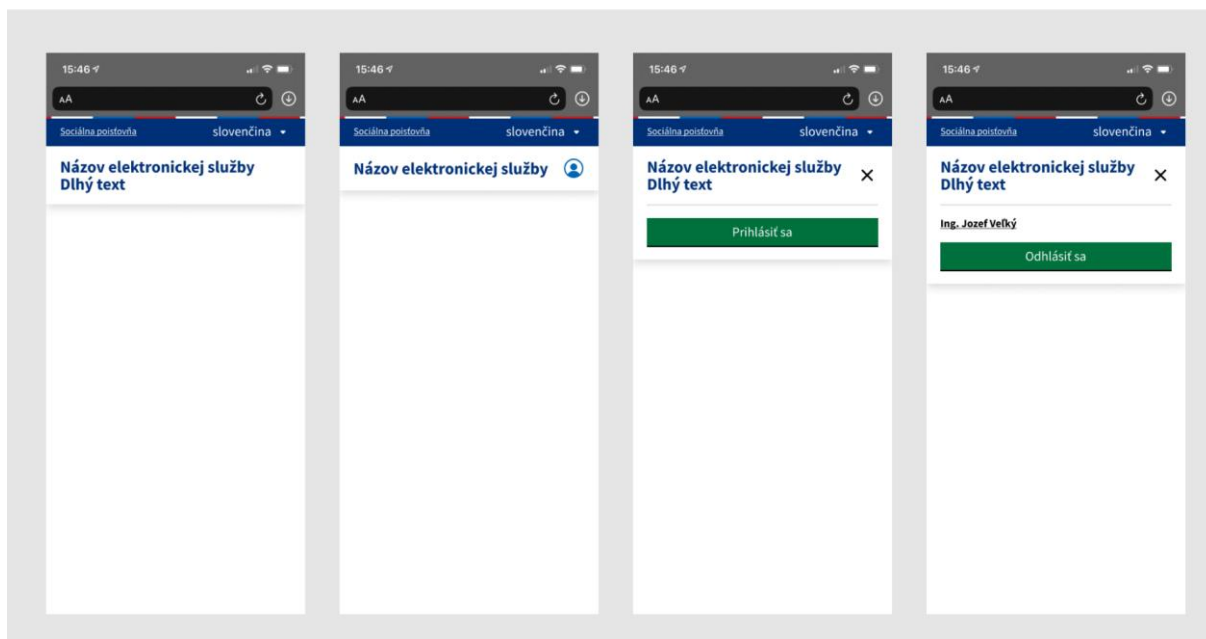 15:46
AA
Sociálna poisťovňa slovenčina
Názov elektronickej služby
Dlhý text
15:46
AA
Sociálna poisťovňa slovenčina
Názov elektronickej služby
15:46
AA
Sociálna poisťovňa slovenčina
Názov elektronickej služby
Dlhý text
Prihlásiť sa
15:46
AA
Sociálna poisťovňa slovenčina
Názov elektronickej služby
Dlhý text
Ing. Jozef Veľký
Odhlásiť sa